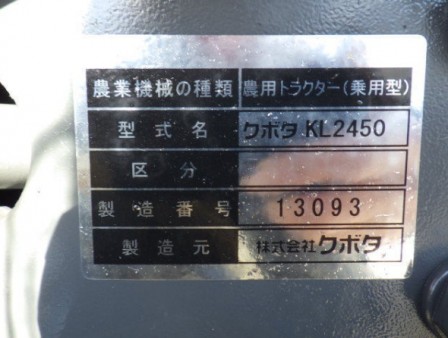 農業機械の種類 農用トラクター(乗用型)
型式名 クボタ KL2450
区分
製造番号 13093
製造元 株式会社クボタ